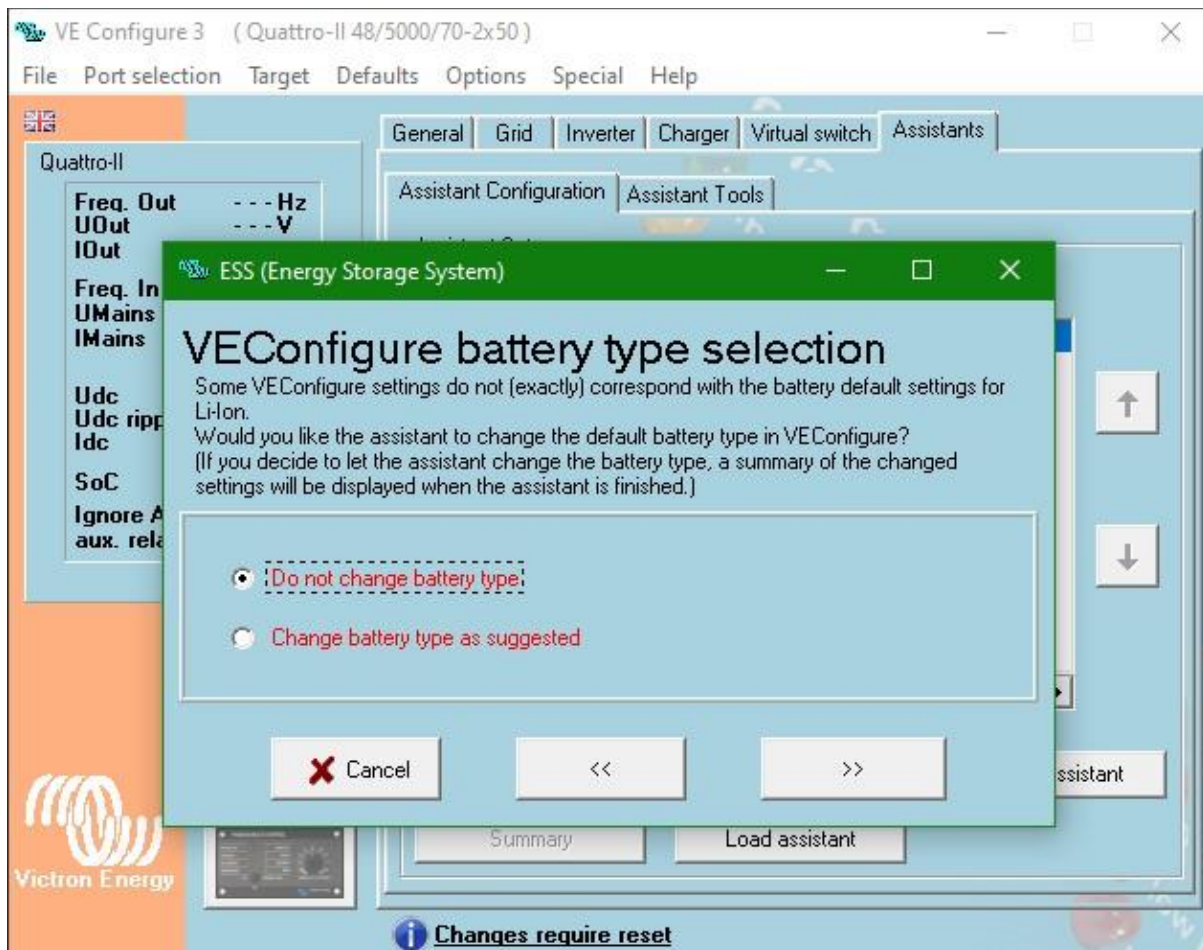 VE Configure 3 ( Quattro-II 48/5000/70-2x50 )
File Port selection Target Defaults Options Special Help
General Grid Inverter Charger Virtual switch Assistants
Quattro-II
Assistant Configuration Assistant Tools
Freq. Out - - - Hz
UOut - - - V
IOut
ESS (Energy Storage System)
Freq. In
UMains
IMains
VEConfigure battery type selection
Some VEConfigure settings do not (exactly) correspond with the battery default settings for
Li-Ion.
Would you like the assistant to change the default battery type in VEConfigure?
(If you decide to let the assistant change the battery type, a summary of the changed
settings will be displayed when the assistant is finished.)
Udc
Udc ripp
Idc
SoC
Ignore A
aux. rela
Do not change battery type
Change battery type as suggested
Cancel << >>
ssistant
Summary Load assistant
Victron Energy
Changes require reset